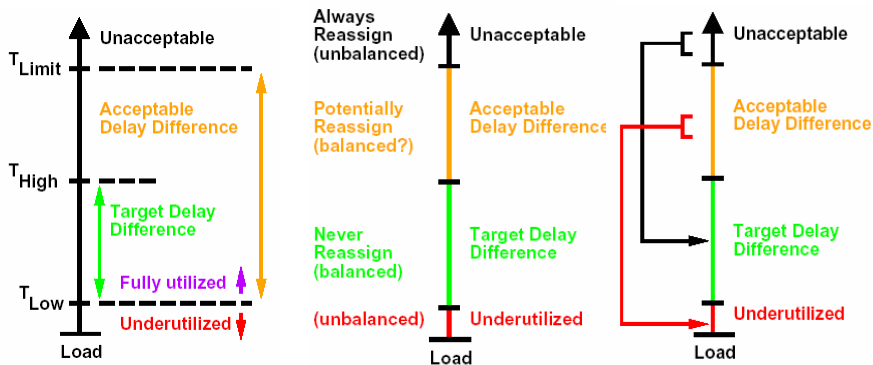 Unacceptable
T Limit
Acceptable
Delay Difference
T High
Target Delay
Difference
Fully utilized
T Low
Underutilized
Load
Always
Reassign
(unbalanced)
Unacceptable
Potentially
Reassign
(balanced?)
Acceptable
Delay Difference
Never
Reassign
(balanced)
Target Delay
Difference
(unbalanced)
Underutilized
Load
Unacceptable
Acceptable
Delay Difference
Target Delay
Difference
Underutilized
Load